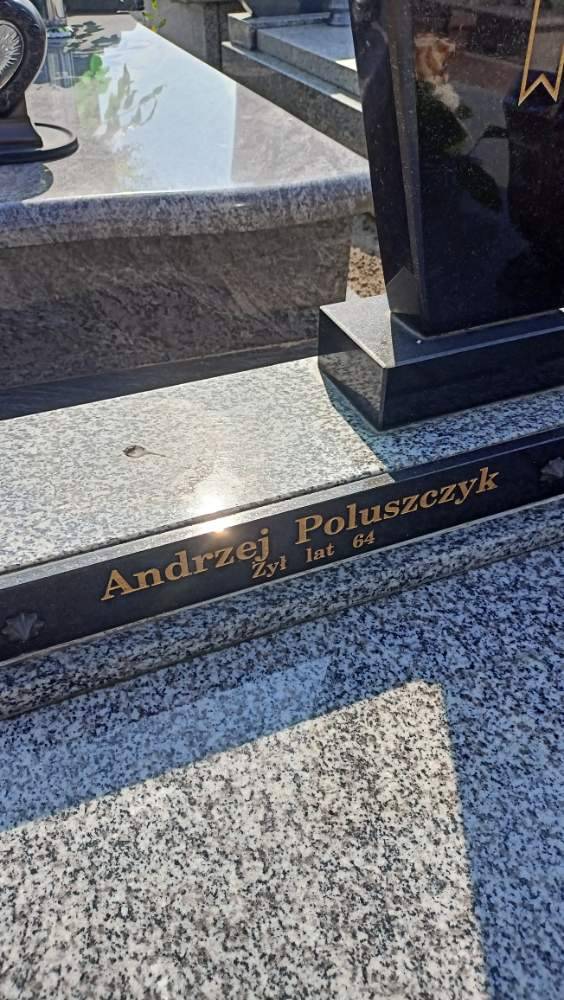 Andrzej Poluszczyk
Żył lat 64